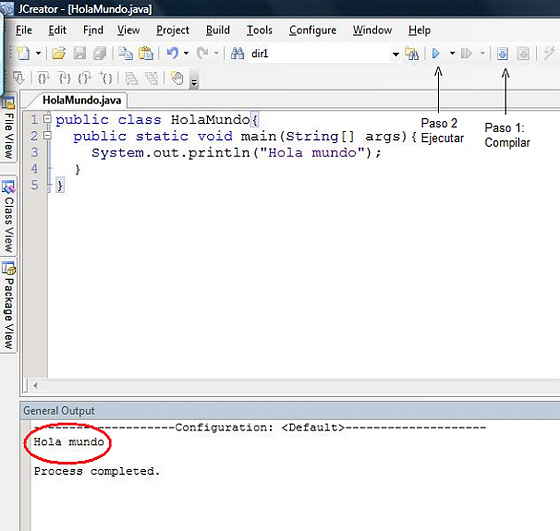 JCreator - [HolaMundo.java]
File Edit Find View Project Build Tools Configure Window Help
dir1
HolaMundo.java
File View
Class View
Package View
1 public class HolaMundo{
2 public static void main(String[] args){
3 System.out.println("Hola mundo");
4 }
5 }
Paso 2
Ejecutar
Paso 1:
Compilar
General Output
--------------------Configuration: <Default>--------------------
Hola mundo
Process completed.